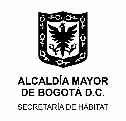 ALCALDÍA MAYOR
DE BOGOTÁ D.C.
SECRETARÍA DE HÁBITAT